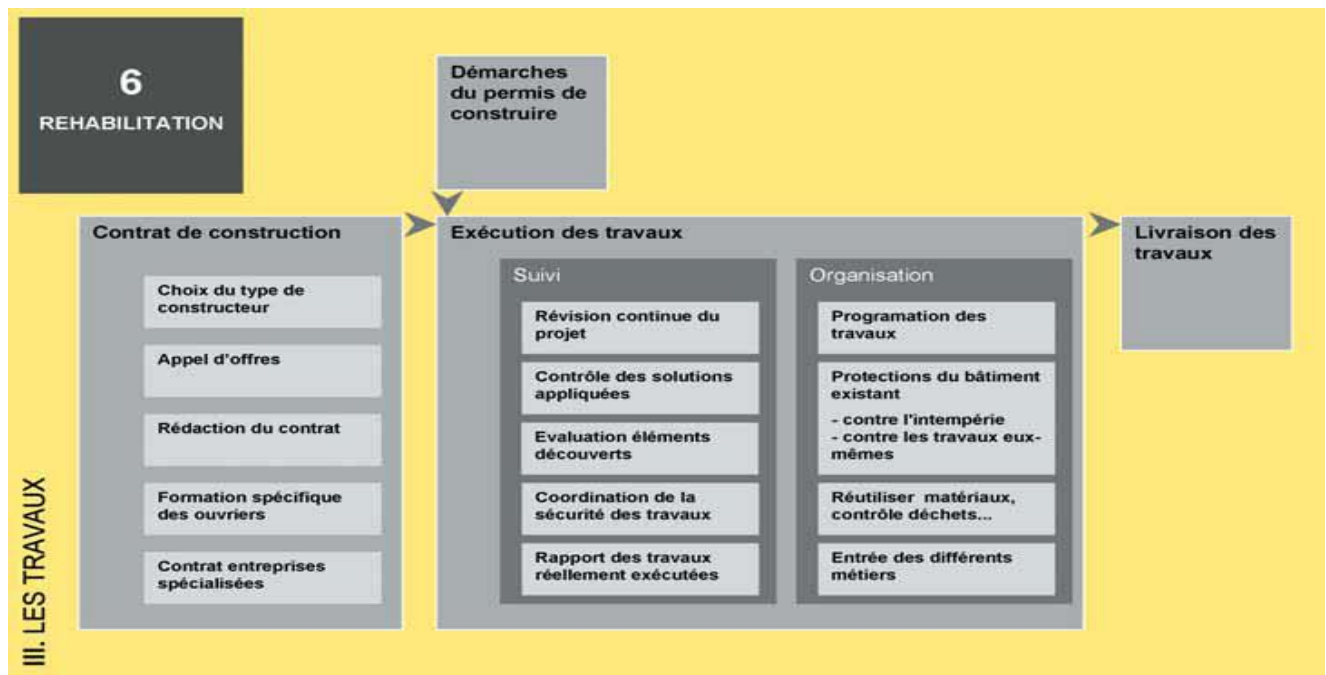 6
REHABILITATION
Démarches
du permis de
construire
Contrat de construction
Choix du type de
constructeur
Appel d'offres
Rédaction du contrat
Formation spécifique
des ouvriers
Contrat entreprises
spécialisées
Exécution des travaux
Suivi
Révision continue du
projet
Contrôle des solutions
appliquées
Evaluation éléments
découverts
Coordination de la
sécurité des travaux
Rapport des travaux
réellement exécutées
Organisation
Programation des
travaux
Protections du bâtiment
existant
- contre l'intempérie
- contre les travaux eux-
mêmes
Réutiliser matériaux,
contrôle déchets...
Entrée des différents
métiers
Livraison des
travaux
III. LES TRAVAUX